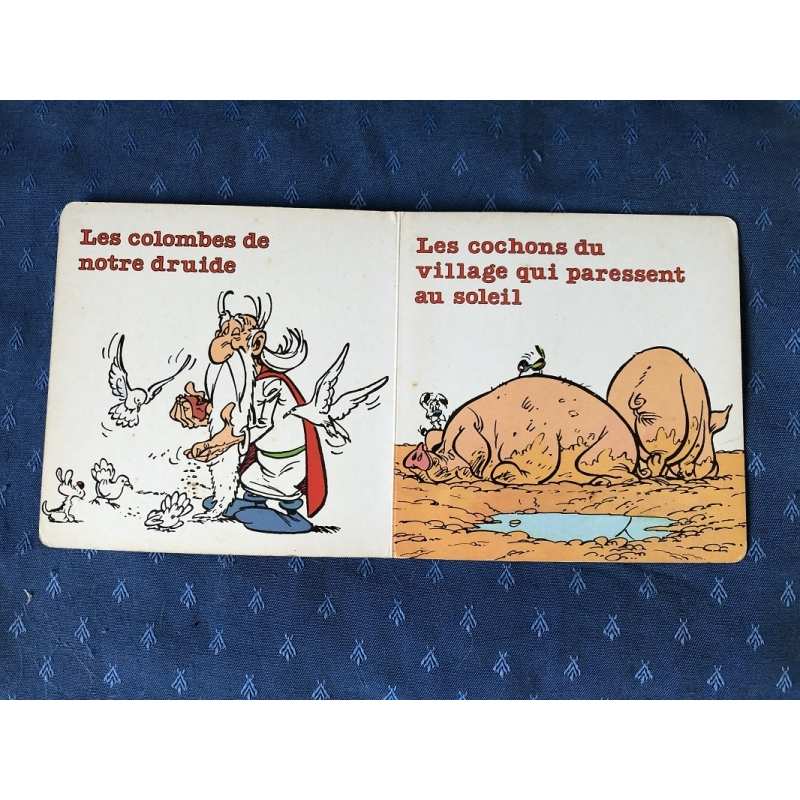 Les colombes de
notre druide
Les cochons du
village qui paressent
au soleil